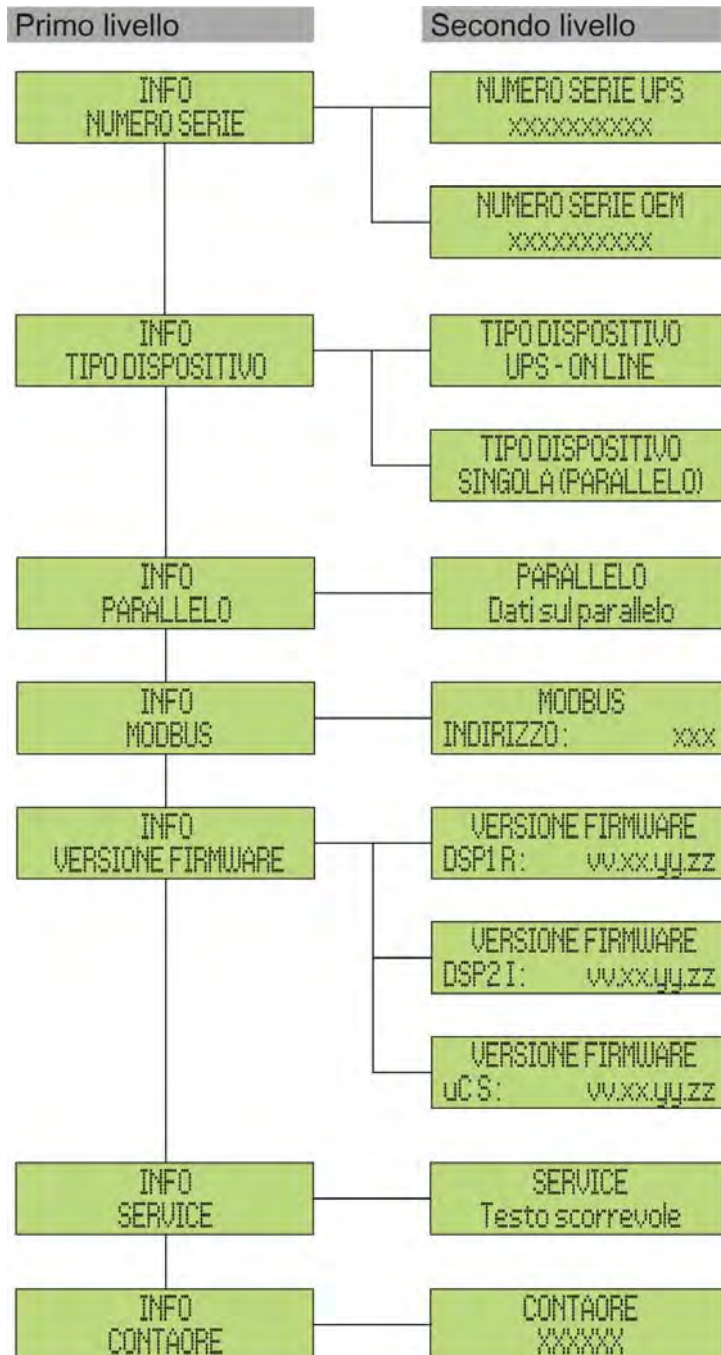 Primo livello
Secondo livello
INFO
NUMERO SERIE
NUMERO SERIE UPS
xxxxxxxxxx
NUMERO SERIE OEM
xxxxxxxxxx
INFO
TIPO DISPOSITIVO
TIPO DISPOSITIVO
UPS - ON LINE
TIPO DISPOSITIVO
SINGOLA (PARALLELO)
INFO
PARALLELO
PARALLELO
Dati sul parallelo
INFO
MODBUS
MODBUS
INDIRIZZO: xxx
INFO
VERSIONE FIRMWARE
VERSIONE FIRMWARE
DSP1 R: vv.xx.yy.zz
VERSIONE FIRMWARE
DSP2 I: vv.xx.yy.zz
VERSIONE FIRMWARE
uC S: vv.xx.yy.zz
INFO
SERVICE
SERVICE
Testo scorrevole
INFO
CONTAORE
CONTAORE
XXXXXX